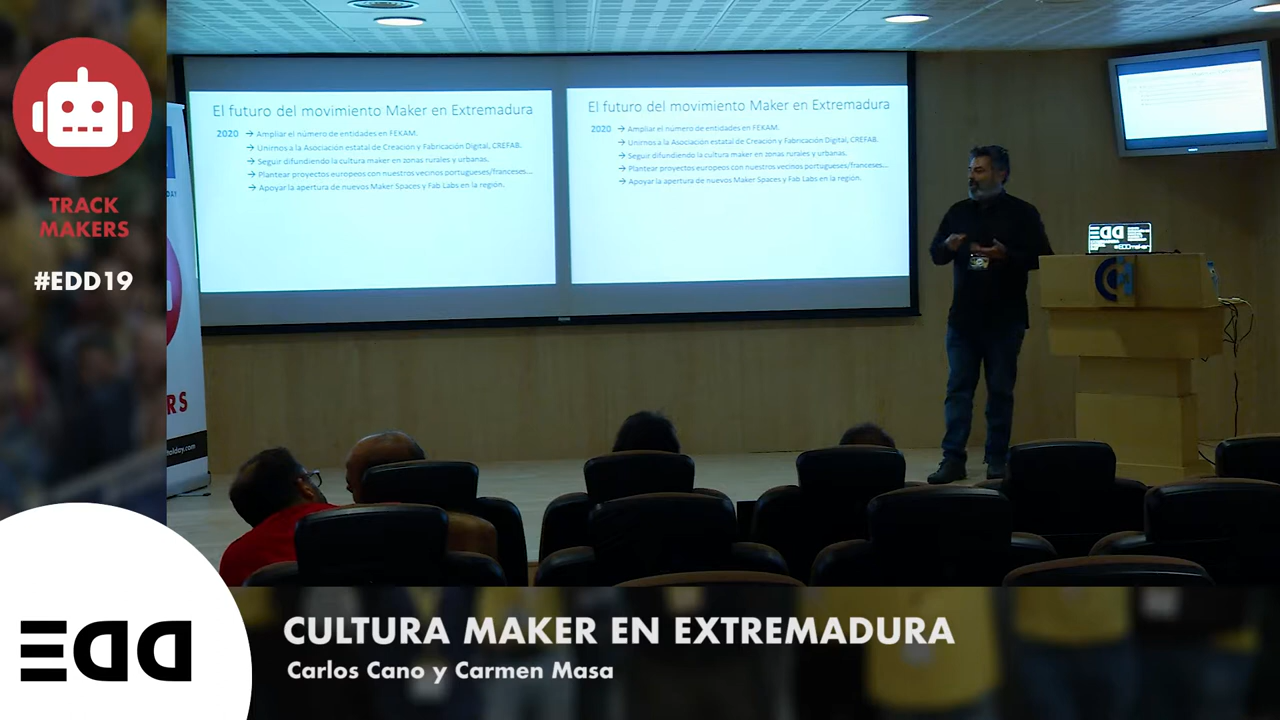 TRACK
MAKERS
#EDD19
El futuro del movimiento Maker en Extremadura
2020 → Ampliar el número de entidades en FEKAM.
→ Unirnos a la Asociación estatal de Creación y Fabricación Digital, CREFAB.
→ Seguir difundiendo la cultura maker en zonas rurales y urbanas.
→ Plantear proyectos europeos con nuestros vecinos portugueses/franceses...
→ Apoyar la apertura de nuevos Maker Spaces y Fab Labs en la región.
El futuro del movimiento Maker en Extremadura
2020 → Ampliar el número de entidades en FEKAM.
→ Unirnos a la Asociación estatal de Creación y Fabricación Digital, CREFAB.
→ Seguir difundiendo la cultura maker en zonas rurales y urbanas.
→ Plantear proyectos europeos con nuestros vecinos portugueses/franceses...
→ Apoyar la apertura de nuevos Maker Spaces y Fab Labs en la región.
EDD
RS
EDD
CULTURA MAKER EN EXTREMADURA
Carlos Cano y Carmen Masa